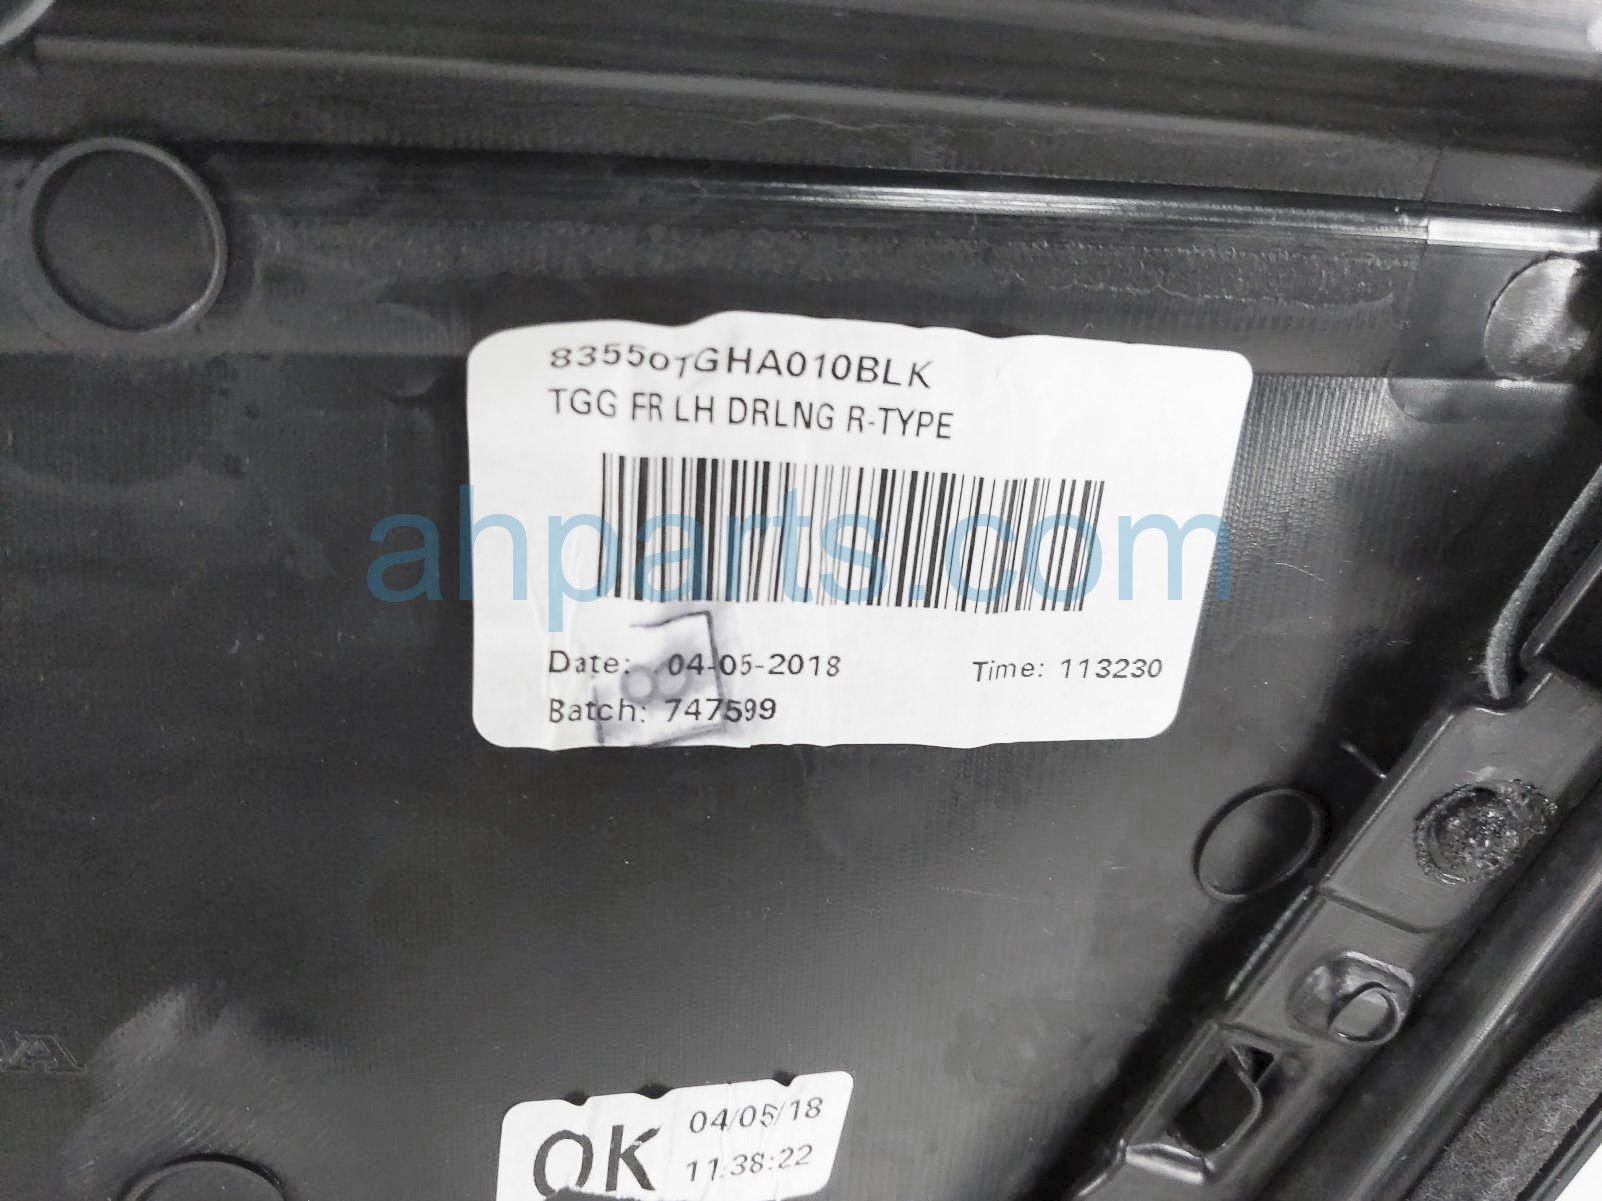 835501GHA010BLK
TGG FR LH DRLNG R-TYPE
ahparts.com
Date: 04-05-2018 Time: 113230
Batch: 747599
OK 04/05/18
11:38:22